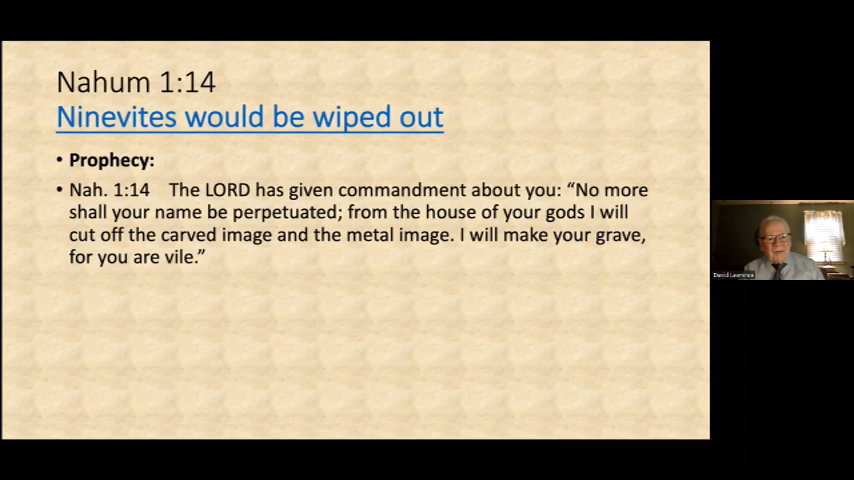 Nahum 1:14
Ninevites would be wiped out
• Prophecy:
• Nah. 1:14 The LORD has given commandment about you: “No more
shall your name be perpetuated; from the house of your gods I will
cut off the carved image and the metal image. I will make your grave,
for you are vile.”
David Lawrence